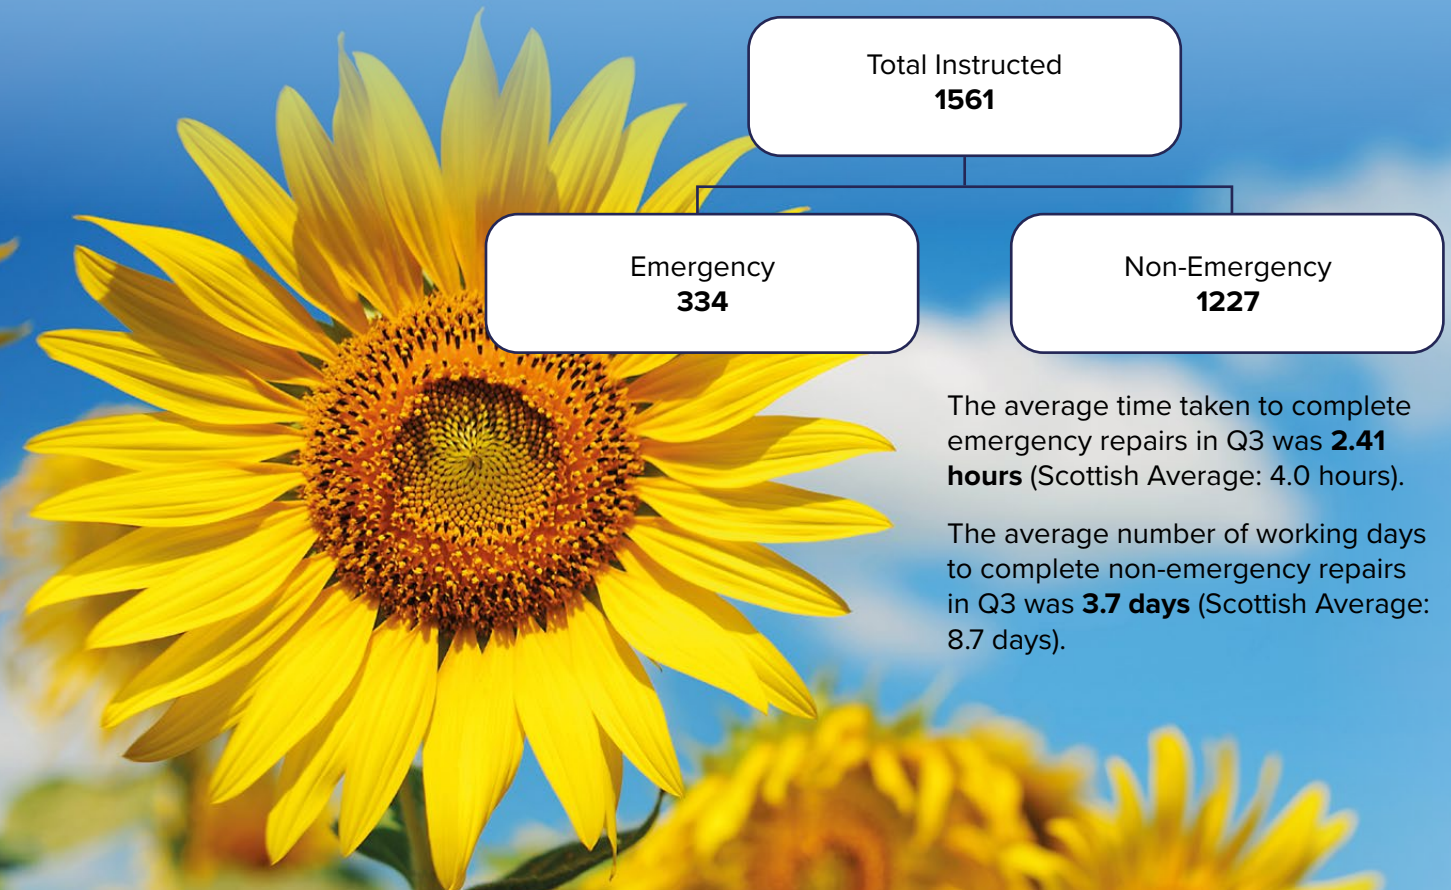 Total Instructed
1561
Emergency
334
Non-Emergency
1227
The average time taken to complete
emergency repairs in Q3 was 2.41
hours (Scottish Average: 4.0 hours).
The average number of working days
to complete non-emergency repairs
in Q3 was 3.7 days (Scottish Average:
8.7 days).